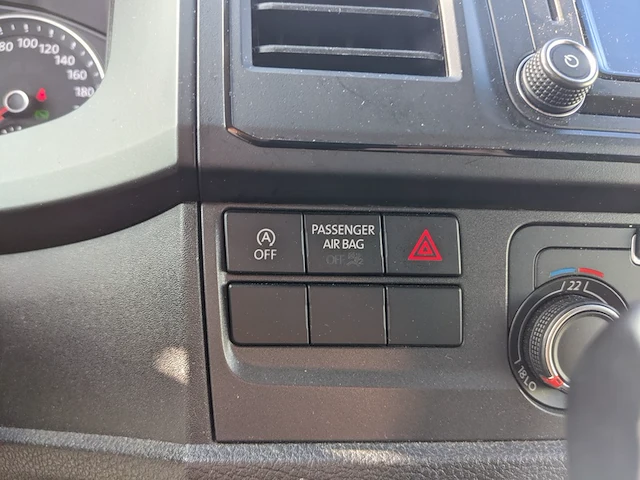 80 100 120 140 160 180
A
OFF
PASSENGER
AIR BAG
OFF
22
18 LO